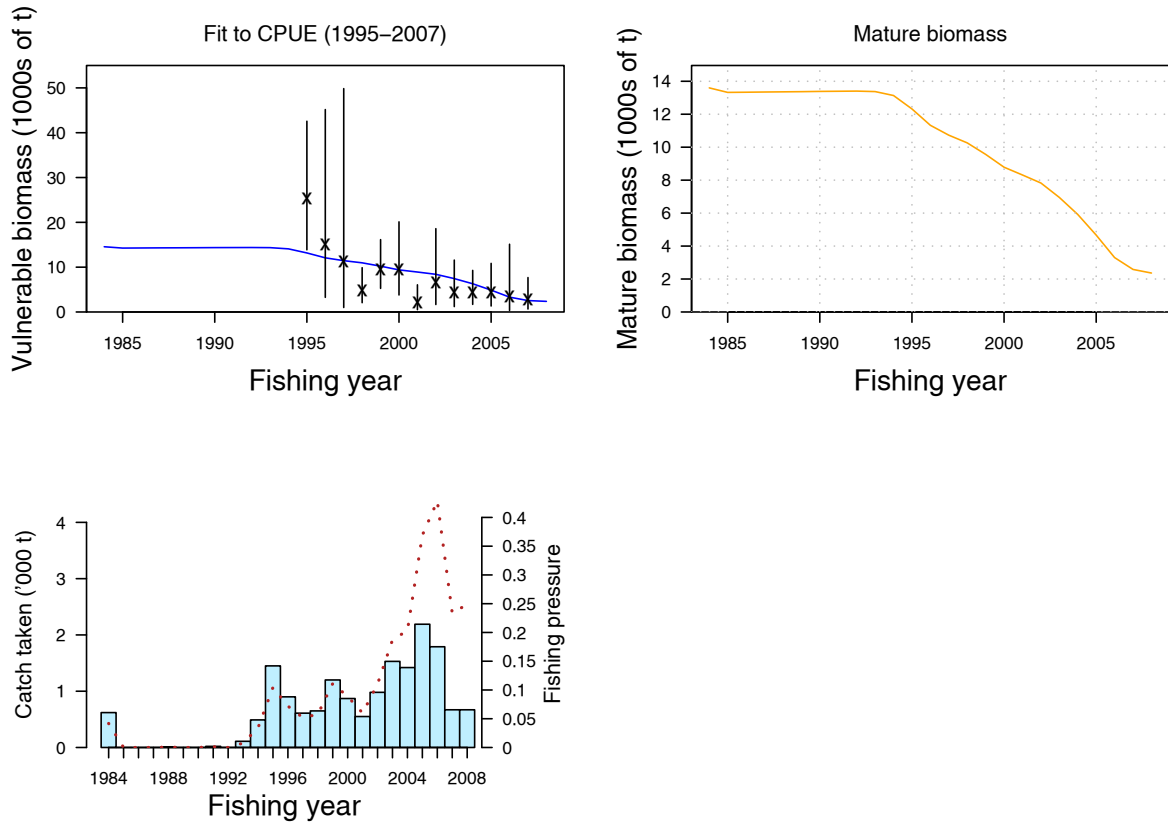 Fit to CPUE (1995–2007)
Vulnerable biomass (1000s of t)
50
40
30
20
10
0
1985 1990 1995 2000 2005
Fishing year
Mature biomass
Mature biomass (1000s of t)
14
12
10
8
6
4
2
0
1985 1990 1995 2000 2005
Fishing year
Catch taken ('000 t)
4
3
2
1
0
0.4
0.35
0.3
0.25
0.2
0.15
0.1
0.05
0
Fishing pressure
1984 1988 1992 1996 2000 2004 2008
Fishing year